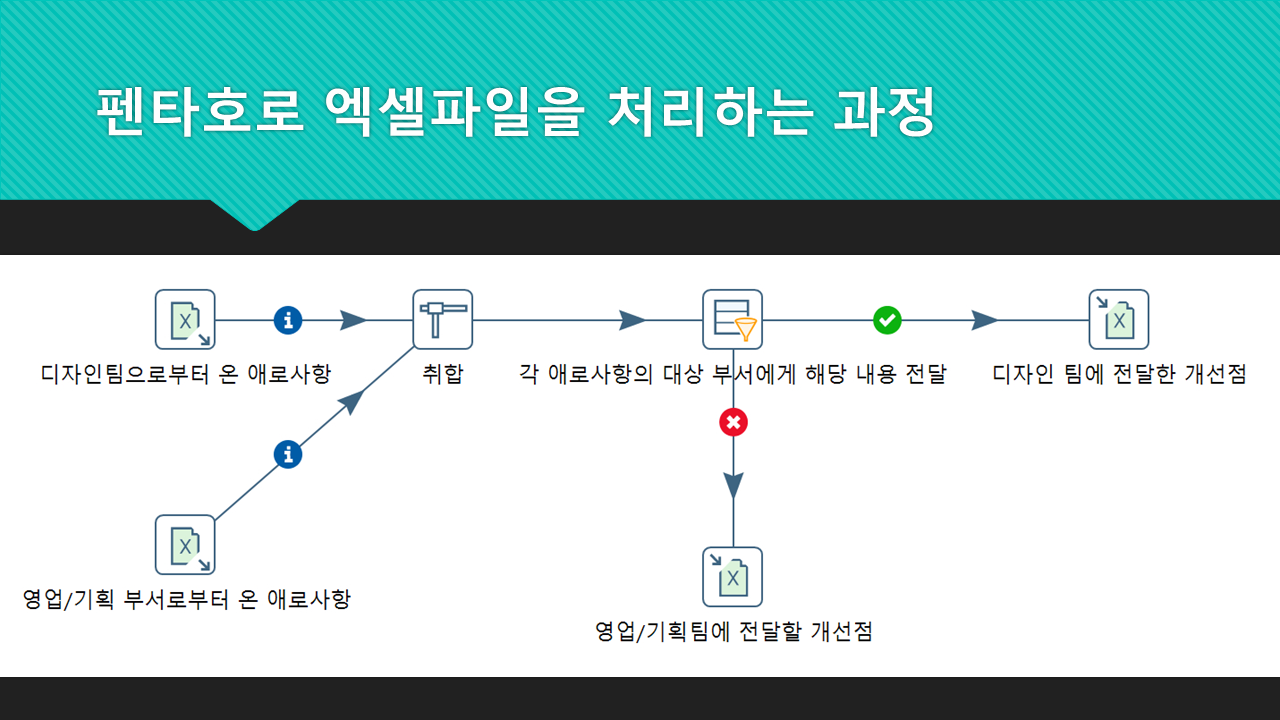 펜타호로 엑셀파일을 처리하는 과정
디자인팀으로부터 온 애로사항
취합
각 애로사항의 대상 부서에게 해당 내용 전달
디자인 팀에 전달한 개선점
영업/기획 부서로부터 온 애로사항
영업/기획팀에 전달할 개선점